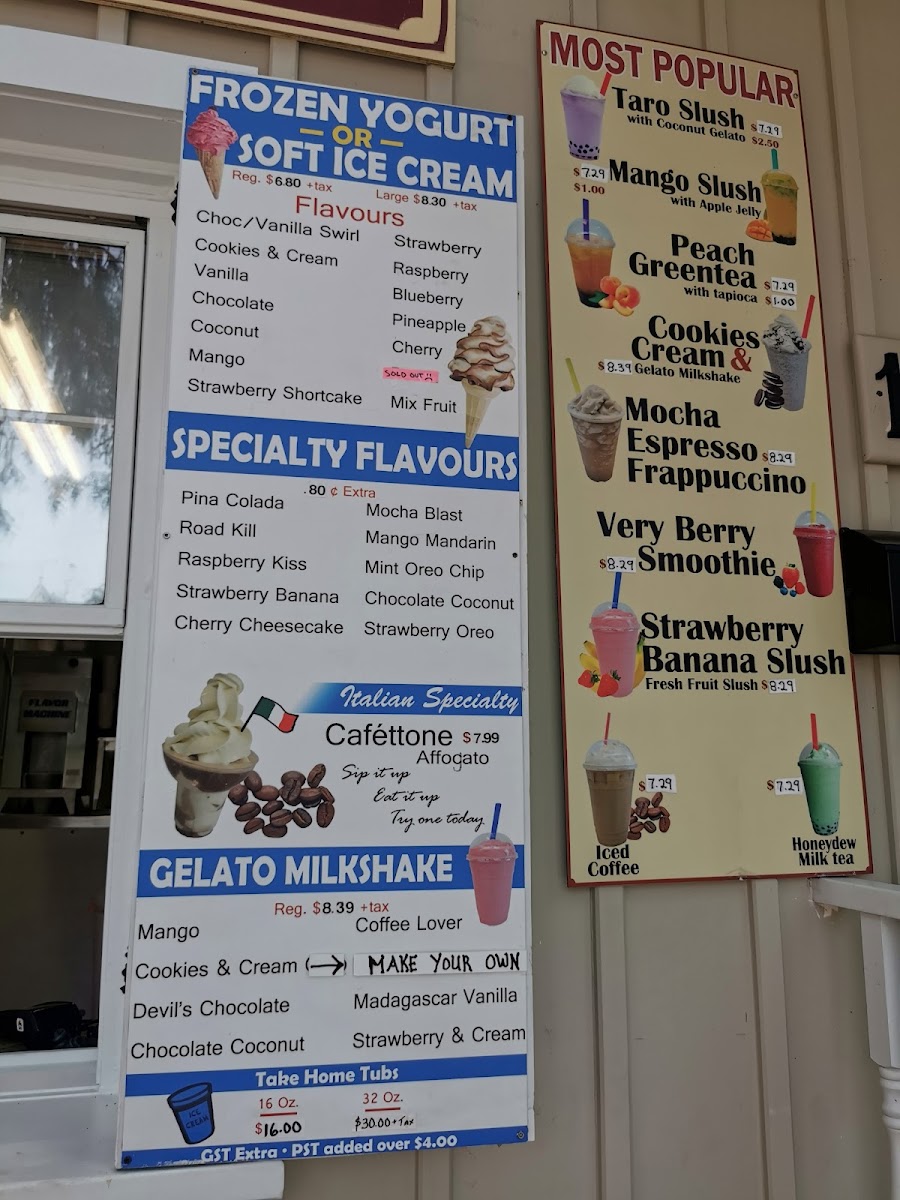 FROZEN YOGURT
— OR —
SOFT ICE CREAM
Reg. $6.80 +tax
Large $8.30 +tax
Flavours
Choc/Vanilla Swirl
Cookies & Cream
Vanilla
Chocolate
Coconut
Mango
Strawberry Shortcake
Strawberry
Raspberry
Blueberry
Pineapple
Cherry
SOLD OUT
Mix Fruit
SPECIALTY FLAVOURS
.80 ¢ Extra
Pina Colada
Road Kill
Raspberry Kiss
Strawberry Banana
Cherry Cheesecake
Mocha Blast
Mango Mandarin
Mint Oreo Chip
Chocolate Coconut
Strawberry Oreo
Italian Specialty
Caféttone $7.99
Affogato
Sip it up
Eat it up
Try one today
GELATO MILKSHAKE
Reg. $8.39 +tax
Mango
Coffee Lover
Cookies & Cream (→) MAKE YOUR OWN
Devil's Chocolate
Madagascar Vanilla
Chocolate Coconut
Strawberry & Cream
Take Home Tubs
ICE
CREAM
16 Oz.
$16.00
32 Oz.
$30.00+Tax
GST Extra • PST added over $4.00
MOST POPULAR
Taro Slush $7.29
with Coconut Gelato $2.50
$7.29 Mango Slush
$1.00 with Apple Jelly
Peach
Greentea $7.29
with tapioca $1.00
Cookies
Cream &
$8.39 Gelato Milkshake
Mocha
Espresso $8.29
Frappuccino
Very Berry
$8.29 Smoothie
Strawberry
Banana Slush
Fresh Fruit Slush $8.29
$7.29
Iced
Coffee
$7.29
Honeydew
Milk tea
FLAVOR
MACHINE
1